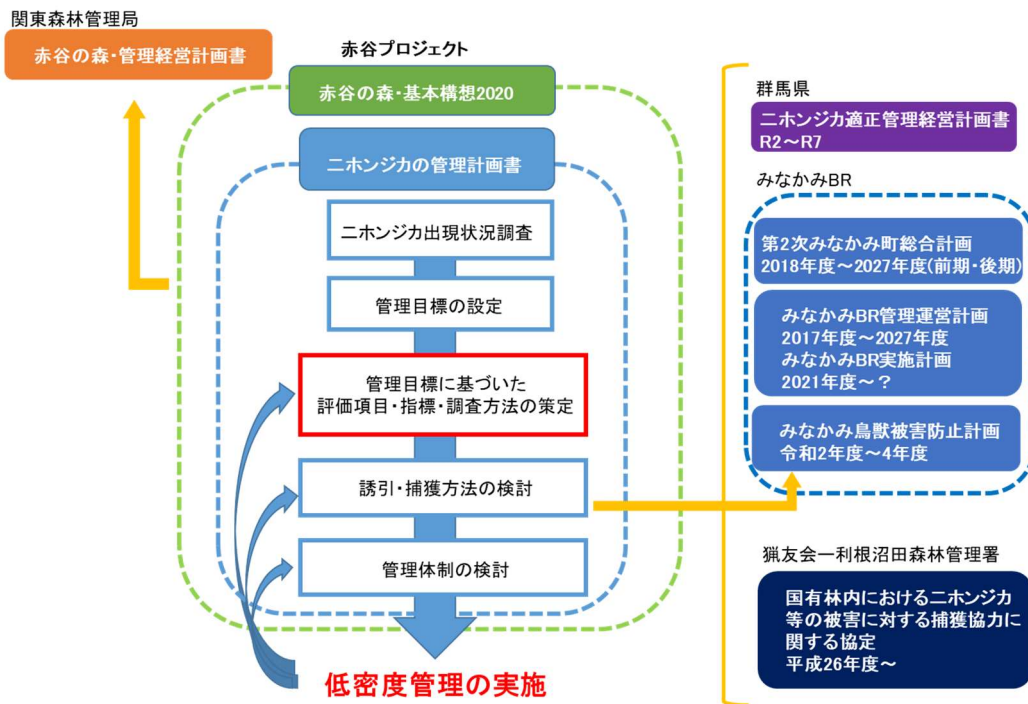 関東森林管理局
赤谷の森・管理経営計画書
赤谷プロジェクト
赤谷の森・基本構想2020
ニホンジカの管理計画書
ニホンジカ出現状況調査
管理目標の設定
管理目標に基づいた
評価項目・指標・調査方法の策定
誘引・捕獲方法の検討
管理体制の検討
低密度管理の実施
群馬県
ニホンジカ適正管理経営計画書
R2～R7
みなかみBR
第2次みなかみ町総合計画
2018年度～2027年度(前期・後期)
みなかみBR管理運営計画
2017年度～2027年度
みなかみBR実施計画
2021年度～？
みなかみ鳥獣被害防止計画
令和2年度～4年度
猟友会ー利根沼田森林管理署
国有林内におけるニホンジカ
等の被害に対する捕獲協力に
関する協定
平成26年度～